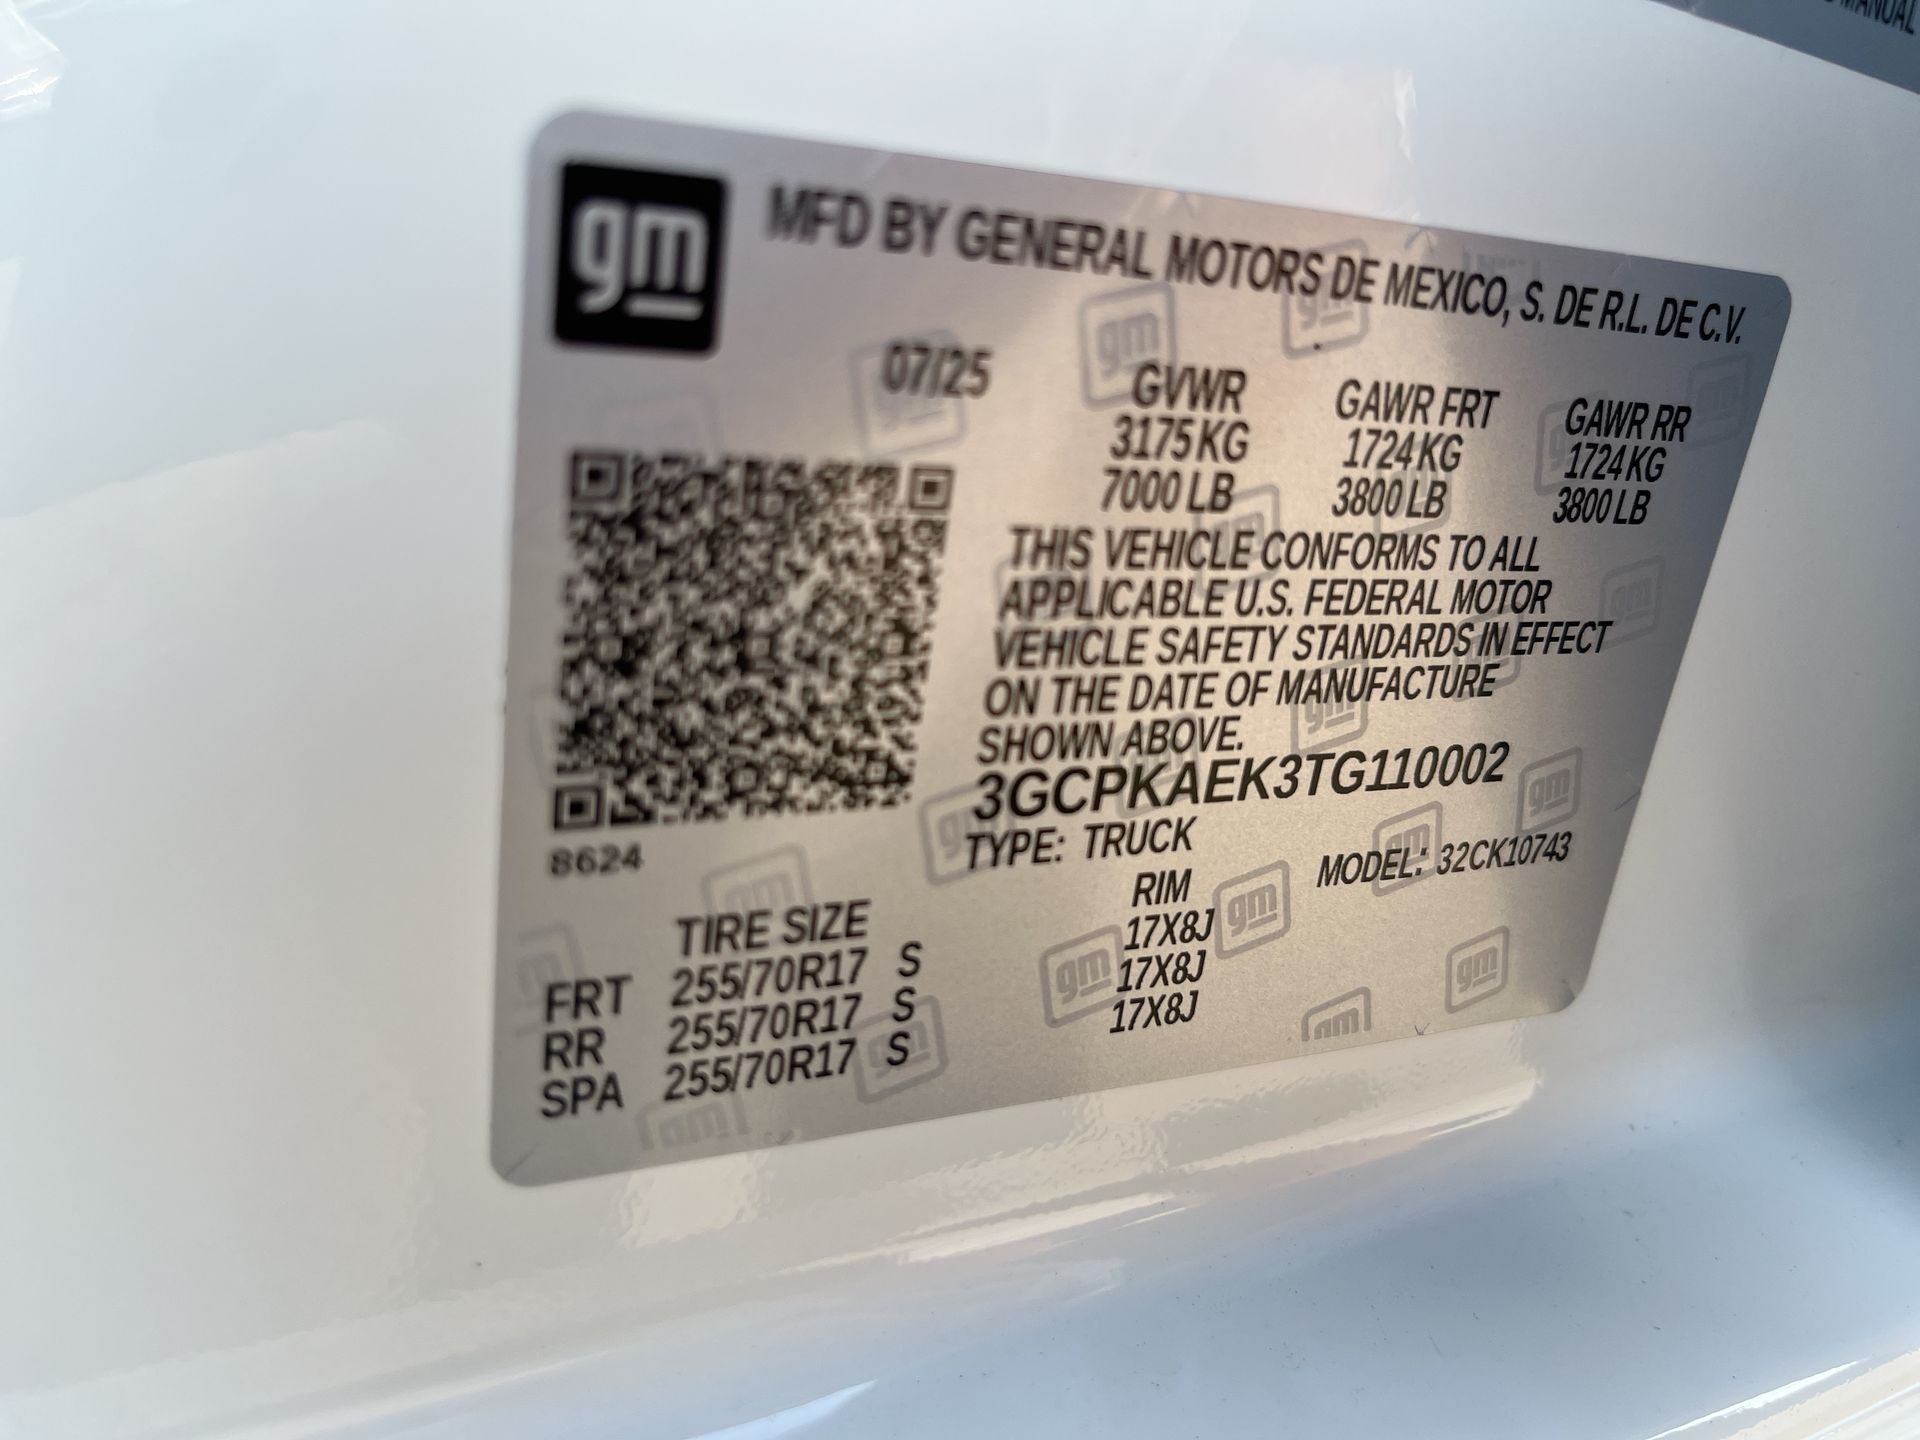 MANUAL
gm
MFD BY GENERAL MOTORS DE MEXICO, S. DE R.L. DE C.V.
07/25
GVWR GAWR FRT GAWR RR
3175 KG 1724 KG 1724 KG
7000 LB 3800 LB 3800 LB
THIS VEHICLE CONFORMS TO ALL
APPLICABLE U.S. FEDERAL MOTOR
VEHICLE SAFETY STANDARDS IN EFFECT
ON THE DATE OF MANUFACTURE
SHOWN ABOVE.
3GCPKAEK3TG110002
TYPE: TRUCK MODEL: 32CK10743
8624
TIRE SIZE RIM
FRT 255/70R17 S 17X8J
RR 255/70R17 S 17X8J
SPA 255/70R17 S 17X8J